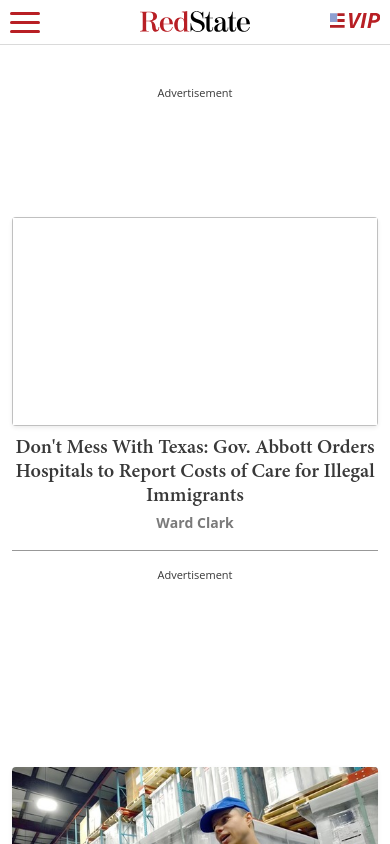 RedState
VIP
Advertisement
Don't Mess With Texas: Gov. Abbott Orders
Hospitals to Report Costs of Care for Illegal
Immigrants
Ward Clark
Advertisement